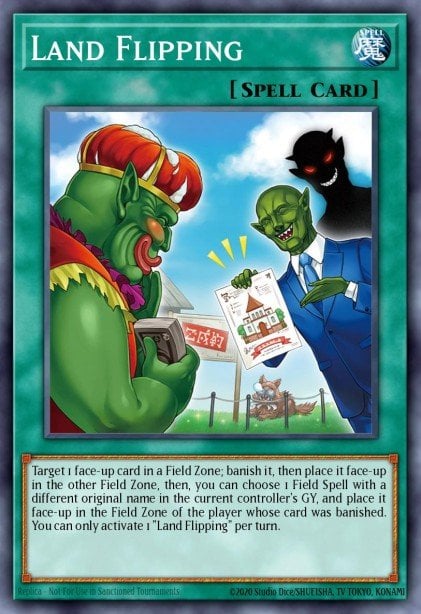 LAND FLIPPING
SPELL
魔
[ SPELL CARD ]
Target 1 face-up card in a Field Zone; banish it, then place it face-up
in the other Field Zone, then, you can choose 1 Field Spell with a
different original name in the current controller's GY, and place it
face-up in the Field Zone of the player whose card was banished.
You can only activate 1 "Land Flipping" per turn.
Replica - Not For Use in Sanctioned Tournaments
©2020 Studio Dice/SHUEISHA, TV TOKYO, KONAMI